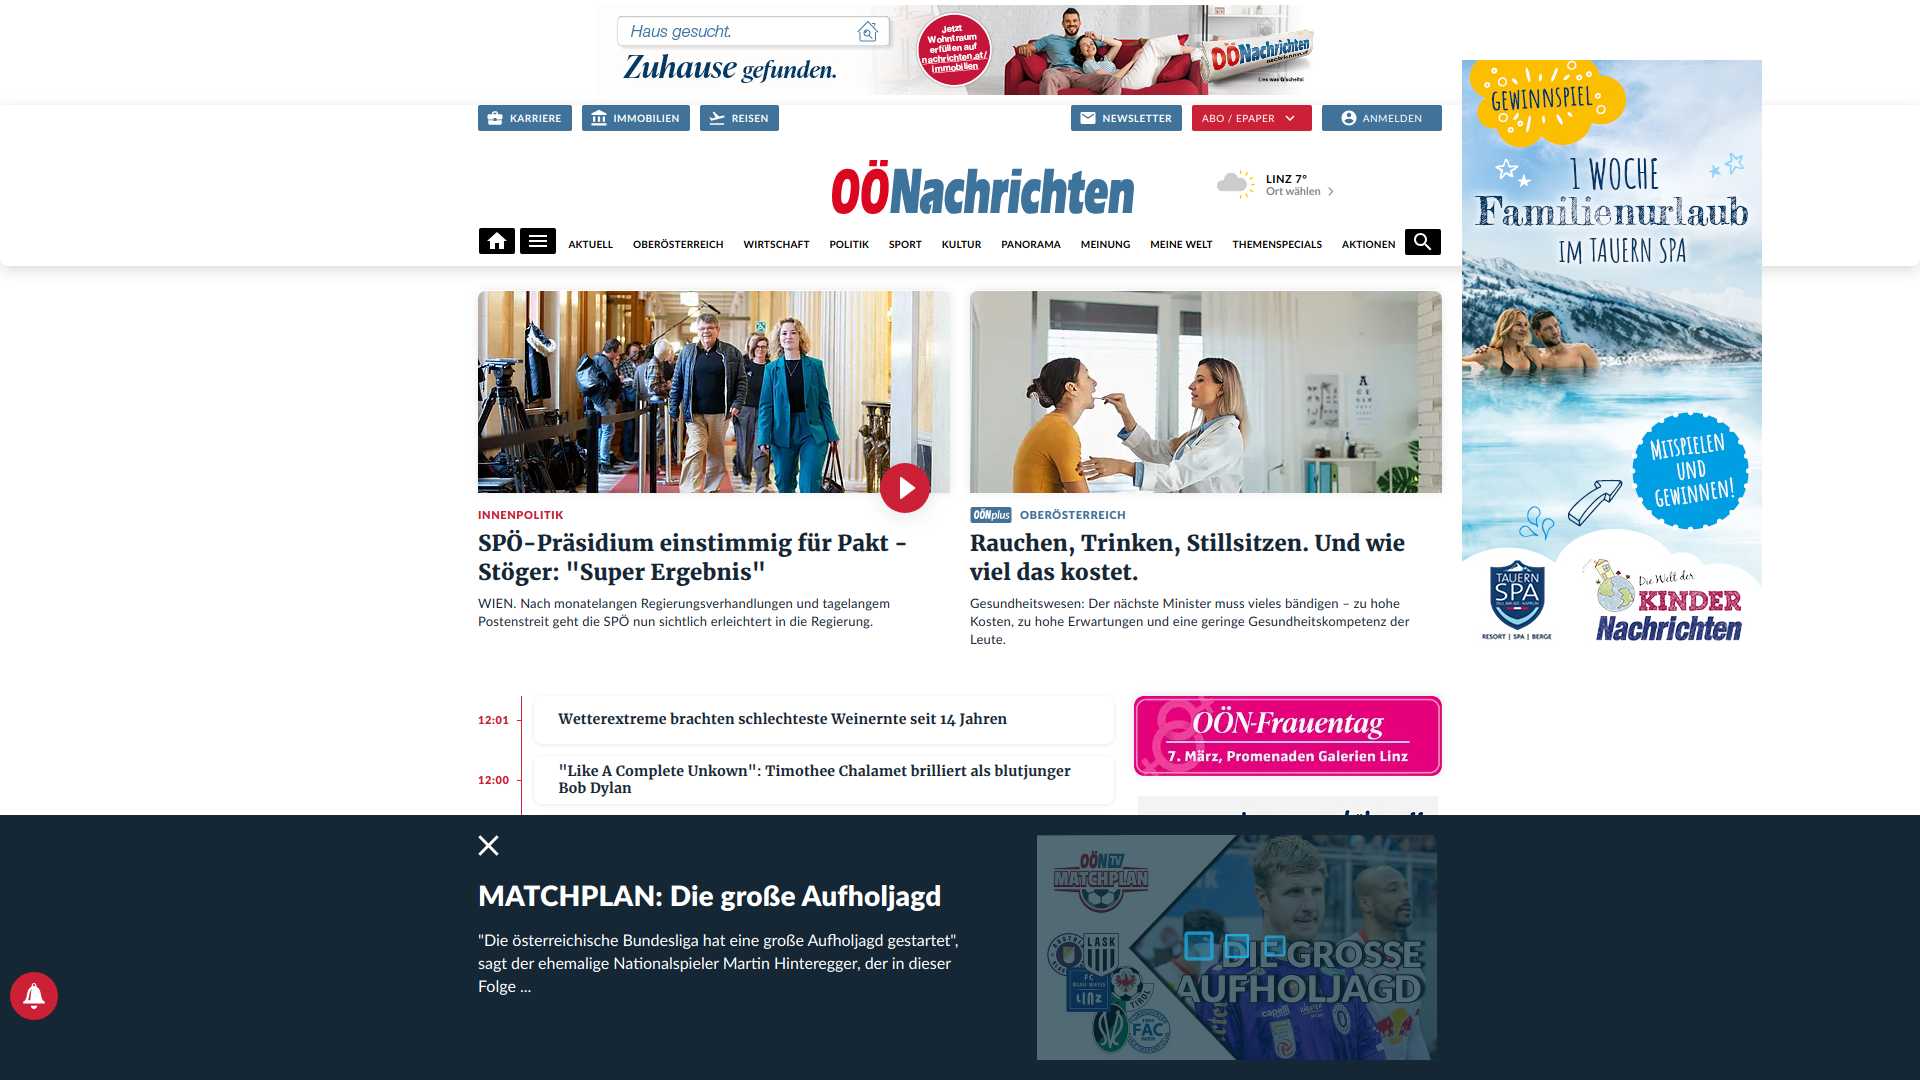 Haus gesucht.
Zuhause gefunden.
Jetzt
Wohntraum
erfüllen auf
nachrichten.at/
immobilien
OÖNachrichten
Lies was G'scheits!
KARRIERE
IMMOBILIEN
REISEN
NEWSLETTER
ABO / EPAPER
ANMELDEN
OÖNachrichten
LINZ 7°
Ort wählen
AKTUELL
OBERÖSTERREICH
WIRTSCHAFT
POLITIK
SPORT
KULTUR
PANORAMA
MEINUNG
MEINE WELT
THEMENSPECIALS
AKTIONEN
GEWINNSPIEL
1 WOCHE
Familienurlaub
IM TAUERN SPA
MITSPIELEN
UND
GEWINNEN!
TAUERN
SPA
RESORT | SPA | BERGE
Die Welt der
KINDER
Nachrichten
INNENPOLITIK
SPÖ-Präsidium einstimmig für Pakt -
Stöger: "Super Ergebnis"
WIEN. Nach monatelangen Regierungsverhandlungen und tagelangem
Postenstreit geht die SPÖ nun sichtlich erleichtert in die Regierung.
OÖNplus OBERÖSTERREICH
Rauchen, Trinken, Stillsitzen. Und wie
viel das kostet.
Gesundheitswesen: Der nächste Minister muss vieles bändigen – zu hohe
Kosten, zu hohe Erwartungen und eine geringe Gesundheitskompetenz der
Leute.
12:01
Wetterextreme brachten schlechteste Weinernte seit 14 Jahren
12:00
"Like A Complete Unkown": Timothee Chalamet brilliert als blutjunger
Bob Dylan
OÖN-Frauentag
7. März, Promenaden Galerien Linz
MATCHPLAN: Die große Aufholjagd
"Die österreichische Bundesliga hat eine große Aufholjagd gestartet",
sagt der ehemalige Nationalspieler Martin Hinteregger, der in dieser
Folge ...
OÖN TV
MATCHPLAN
LASK
FC
BLAU WEISS
LINZ
TIROL
FAC
DIE GROSSE
AUFHOLJAGD
capelli